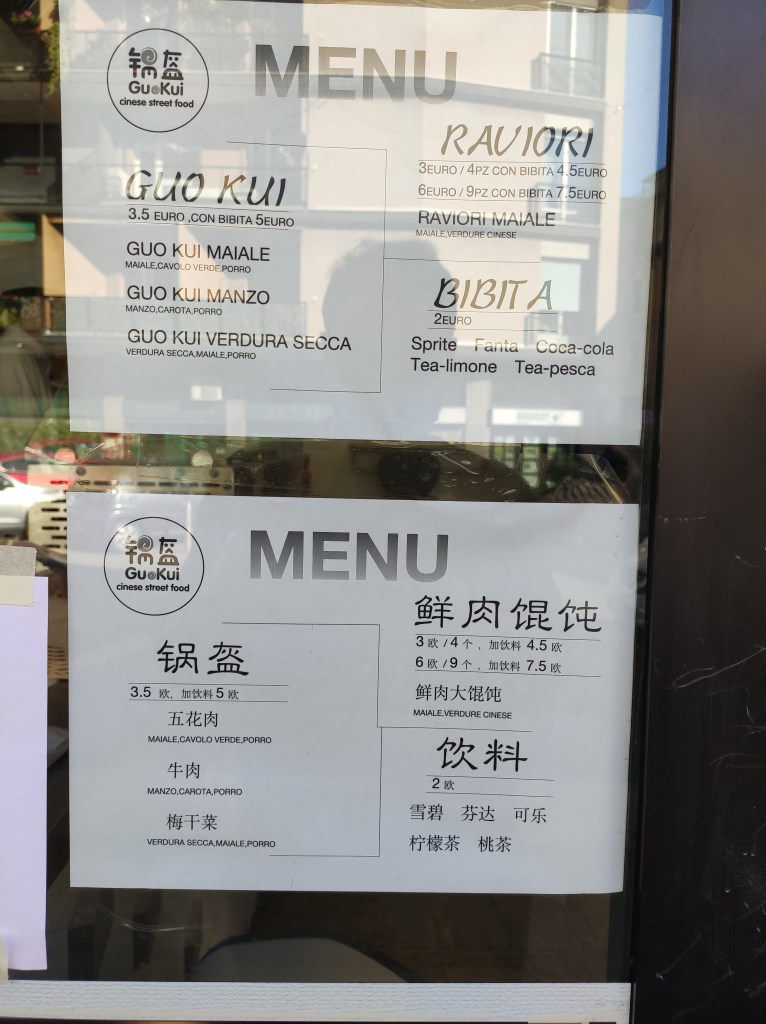 锅盔
Gu Kui
cinese street food
MENU
GUO KUI
3.5 EURO ,CON BIBITA 5EURO
GUO KUI MAIALE
MAIALE,CAVOLO VERDE,PORRO
GUO KUI MANZO
MANZO,CAROTA,PORRO
GUO KUI VERDURA SECCA
VERDURA SECCA,MAIALE,PORRO
RAVIORI
3EURO / 4PZ CON BIBITA 4.5EURO
6EURO / 9PZ CON BIBITA 7.5EURO
RAVIORI MAIALE
MAIALE,VERDURE CINESE
BIBITA
2EURO
Sprite Fanta Coca-cola
Tea-limone Tea-pesca
锅盔
Gu Kui
cinese street food
MENU
锅盔
3.5 欧, 加饮料 5 欧
五花肉
MAIALE,CAVOLO VERDE,PORRO
牛肉
MANZO,CAROTA,PORRO
梅干菜
VERDURA SECCA,MAIALE,PORRO
鲜肉馄饨
3 欧 / 4 个 , 加饮料 4.5 欧
6 欧 / 9 个 , 加饮料 7.5 欧
鲜肉大馄饨
MAIALE,VERDURE CINESE
饮料
2 欧
雪碧 芬达 可乐
柠檬茶 桃茶